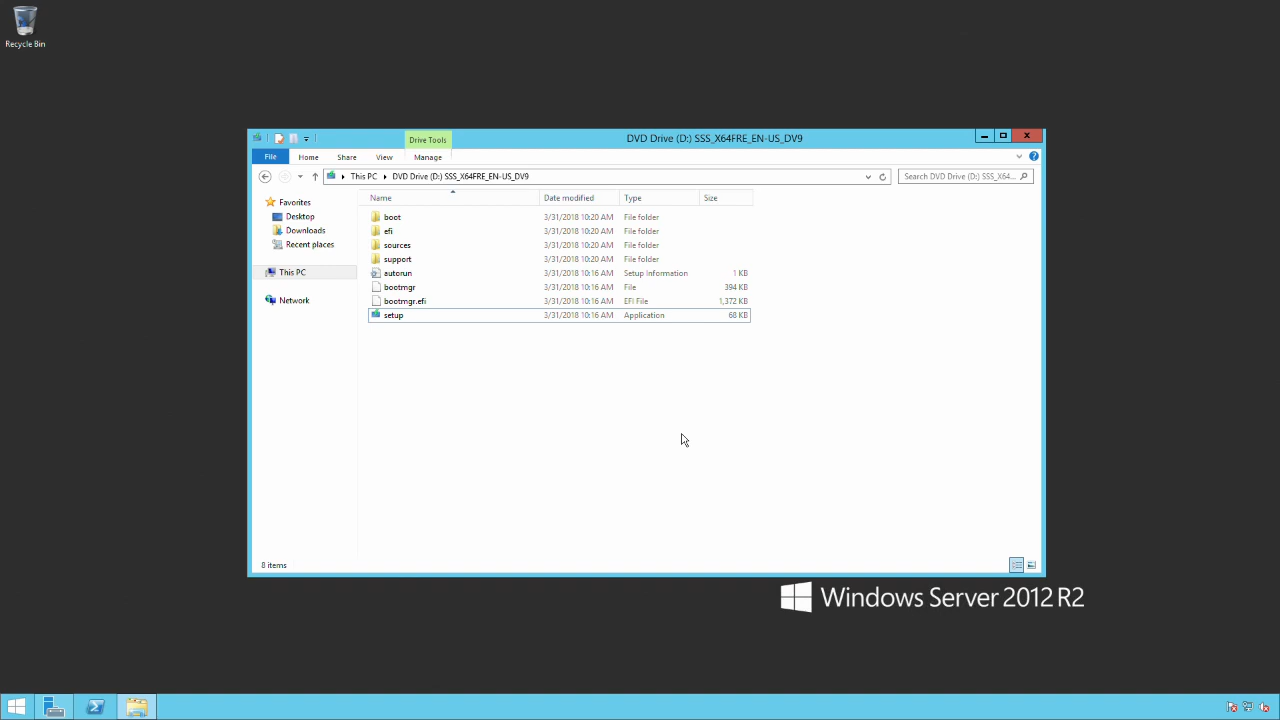 Recycle Bin
Drive Tools
DVD Drive (D:) SSS_X64FRE_EN-US_DV9
File Home Share View Manage
This PC DVD Drive (D:) SSS_X64FRE_EN-US_DV9
Search DVD Drive (D:) SSS_X64...
Favorites
Desktop
Downloads
Recent places
This PC
Network
Name Date modified Type Size
boot 3/31/2018 10:20 AM File folder
efi 3/31/2018 10:20 AM File folder
sources 3/31/2018 10:20 AM File folder
support 3/31/2018 10:20 AM File folder
autorun 3/31/2018 10:16 AM Setup Information 1 KB
bootmgr 3/31/2018 10:16 AM File 394 KB
bootmgr.efi 3/31/2018 10:16 AM EFI File 1,372 KB
setup 3/31/2018 10:16 AM Application 68 KB
8 items
Windows Server 2012 R2